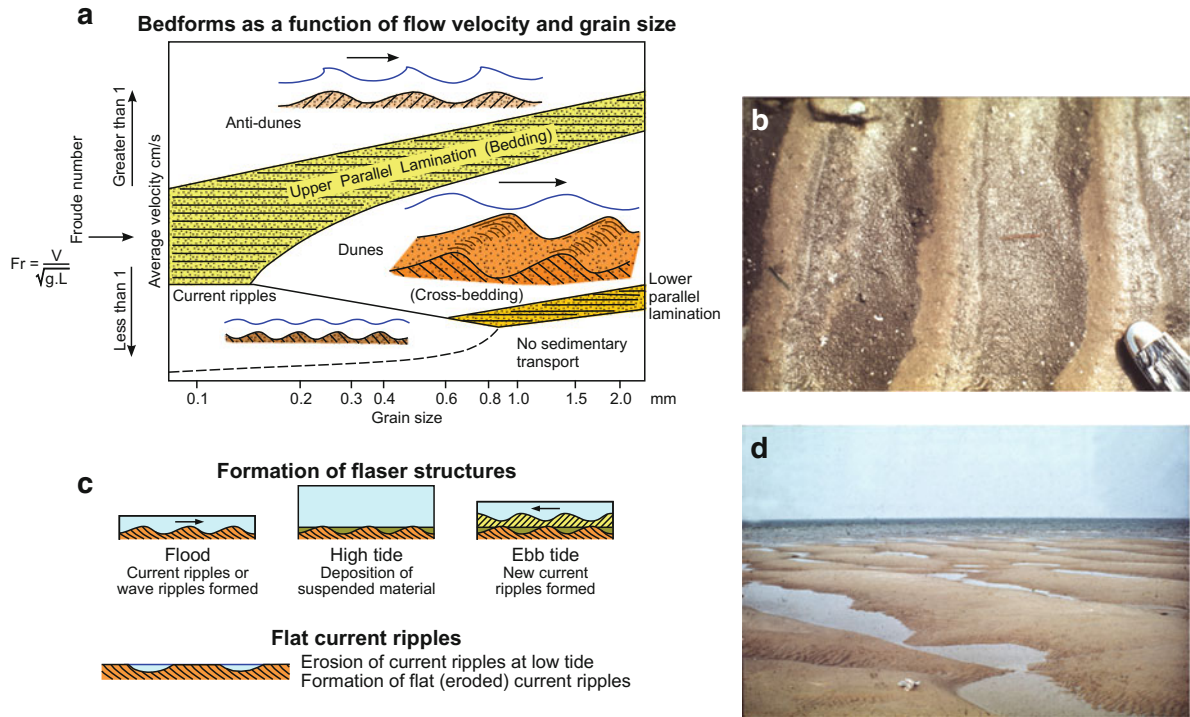 a
Bedforms as a function of flow velocity and grain size
Greater than 1
Froude number
Fr = V / √g.L
Less than 1
Average velocity cm/s
Anti-dunes
Upper Parallel Lamination (Bedding)
Dunes
(Cross-bedding)
Current ripples
Lower
parallel
lamination
No sedimentary
transport
0.1 0.2 0.3 0.4 0.6 0.8 1.0 1.5 2.0 mm
Grain size
b
c
Formation of flaser structures
Flood
Current ripples or
wave ripples formed
High tide
Deposition of
suspended material
Ebb tide
New current
ripples formed
Flat current ripples
Erosion of current ripples at low tide
Formation of flat (eroded) current ripples
d